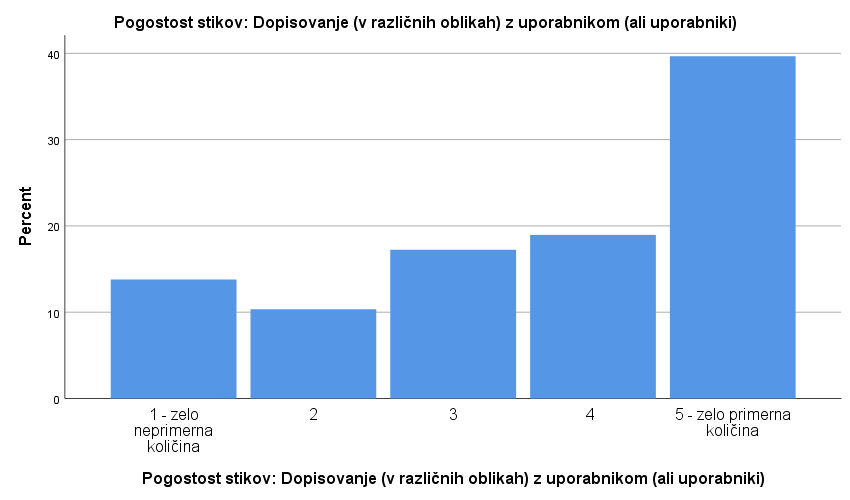 Pogostost stikov: Dopisovanje (v različnih oblikah) z uporabnikom (ali uporabniki)
Percent
40
30
20
10
0
1 - zelo
neprimerna
količina
2
3
4
5 - zelo primerna
količina
Pogostost stikov: Dopisovanje (v različnih oblikah) z uporabnikom (ali uporabniki)